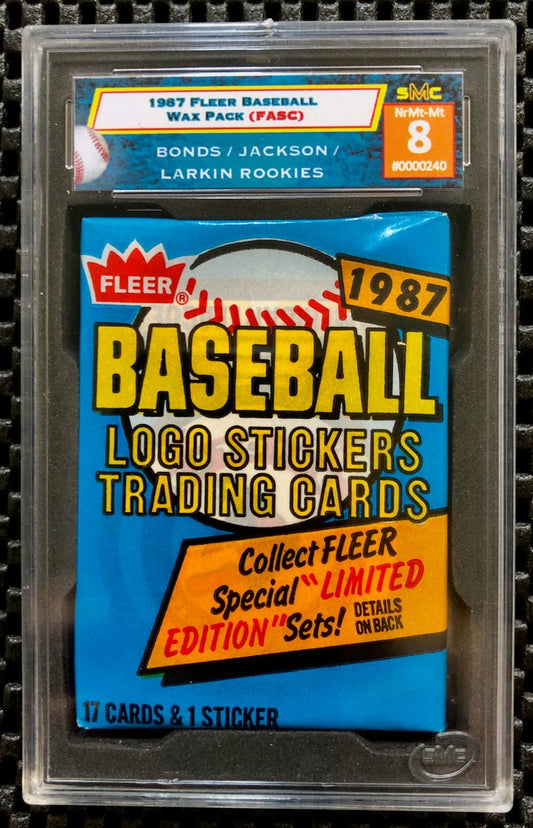 1987 FLEER BASEBALL
WAX PACK (FASC)
BONDS / JACKSON /
LARKIN ROOKIES
SMC
NrMt-Mt
8
#0000240
FLEER®
1987
BASEBALL
LOGO STICKERS
TRADING CARDS
Collect FLEER
Special "LIMITED
EDITION" Sets!
DETAILS
ON BACK
17 CARDS & 1 STICKER